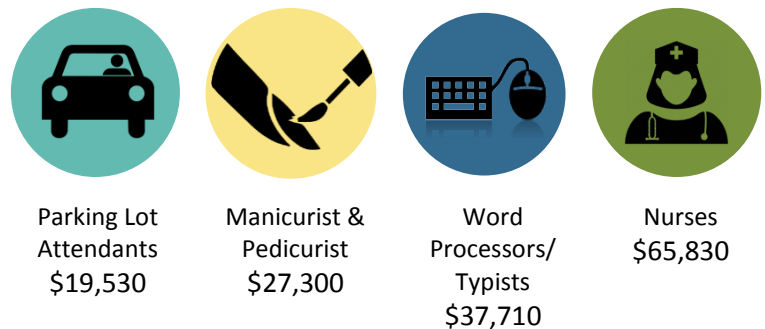 Parking Lot
Attendants
$19,530
Manicurist &
Pedicurist
$27,300
Word
Processors/
Typists
$37,710
Nurses
$65,830